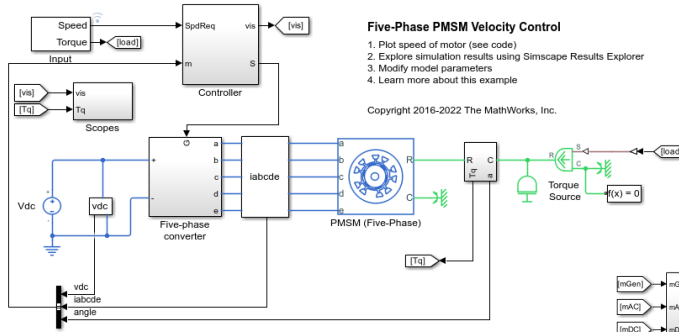 Speed
Torque
Input
[load]
SpdReq
m
vis
S
Controller
[vis]
Five-Phase PMSM Velocity Control
1. Plot speed of motor (see code)
2. Explore simulation results using Simscape Results Explorer
3. Modify model parameters
4. Learn more about this example
Copyright 2016-2022 The MathWorks, Inc.
[vis]
[Tq]
vis
Tq
Scopes
Vdc
+
-
vdc
+
-
G
a
b
c
d
e
Five-phase
converter
iabcde
a
b
c
d
e
R
C
PMSM (Five-Phase)
R
C
Tq
a
[Tq]
R
S
C
Torque
Source
[load
f(x) = 0
vdc
iabcde
angle
[mGen]
[mAC]
[mDC]
mG
mA
mD